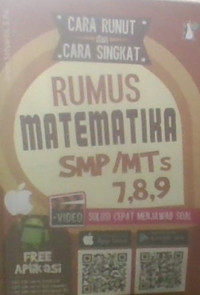 CARA RUNUT
dan
CARA SINGKAT
RUMUS
MATEMATIKA
SMP/MTs
7,8,9
+VIDEO
SOLUSI CEPAT MENJAWAB SOAL
FREE
Aplikasi